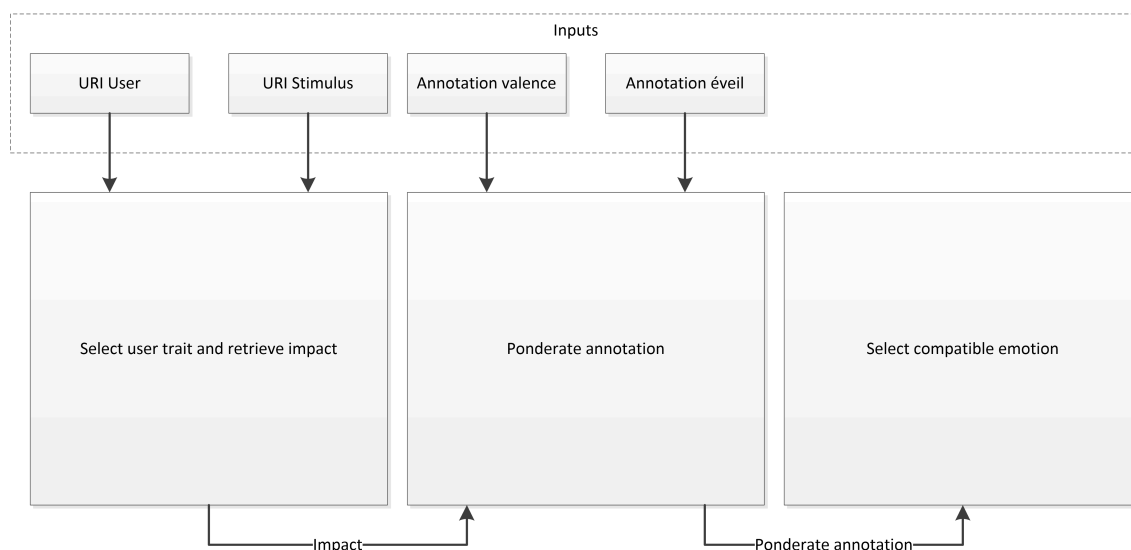 Inputs
URI User
URI Stimulus
Annotation valence
Annotation éveil
Select user trait and retrieve impact
Ponderate annotation
Select compatible emotion
Impact
Ponderate annotation